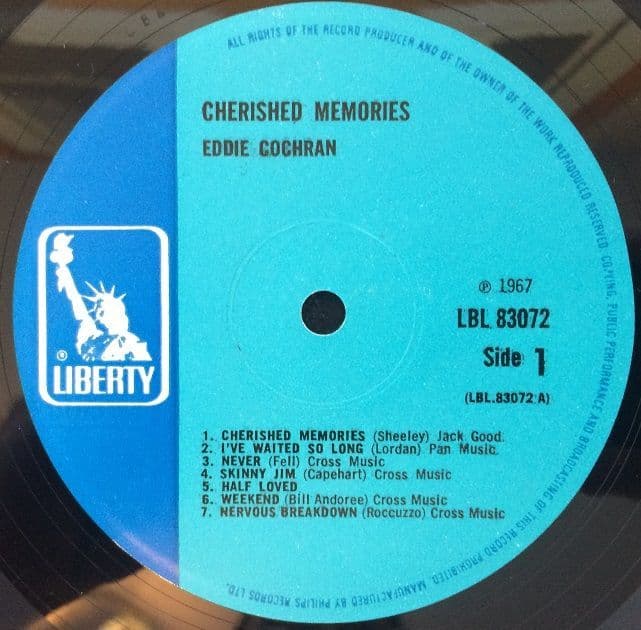 ALL RIGHTS OF THE RECORD PRODUCER AND OF THE OWNER OF THE WORK REPRODUCED RESERVED. COPYING, PUBLIC PERFORMANCE AND BROADCASTING OF THIS RECORD PROHIBITED. MANUFACTURED BY PHILIPS RECORDS LTD.
CHERISHED MEMORIES
EDDIE COCHRAN
℗ 1967
LBL 83072
Side 1
(LBL.83072 A)
®
LIBERTY
1. CHERISHED MEMORIES (Sheeley) Jack Good.
2. I'VE WAITED SO LONG (Lordan) Pan Music.
3. NEVER (Fell) Cross Music
4. SKINNY JIM (Capehart) Cross Music
5. HALF LOVED
6. WEEKEND (Bill Andoree) Cross Music
7. NERVOUS BREAKDOWN (Roccuzzo) Cross Music